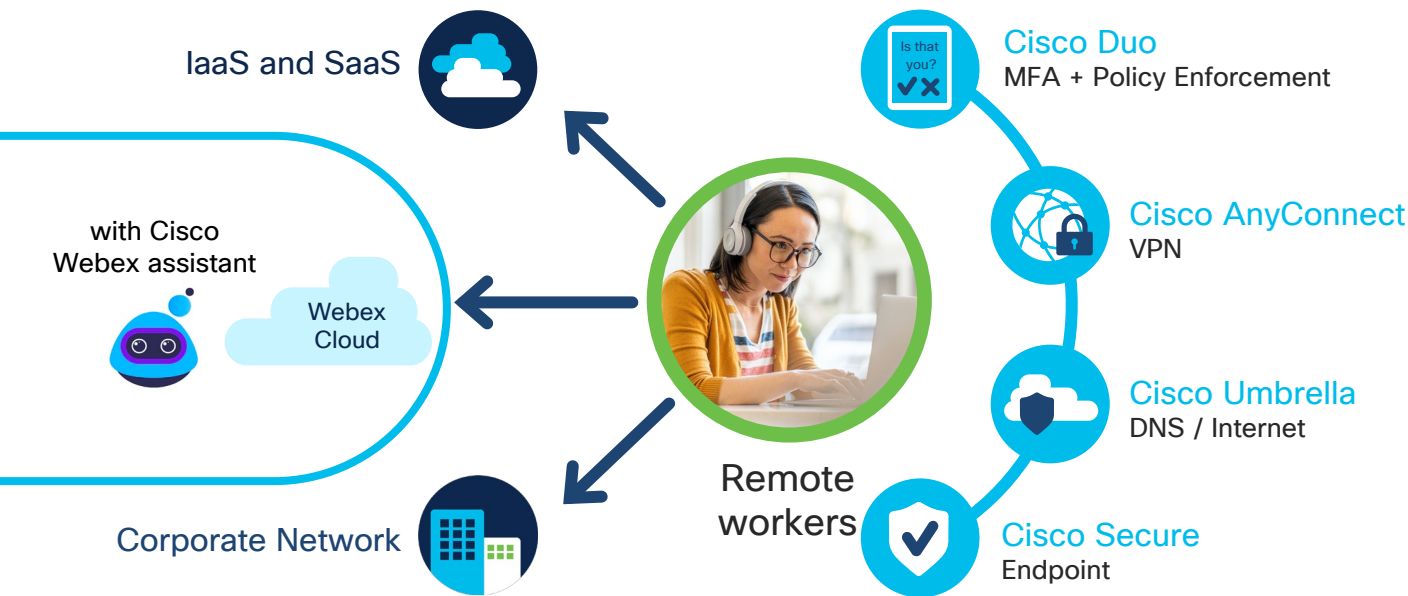 IaaS and SaaS
with Cisco
Webex assistant
Webex
Cloud
Corporate Network
Remote
workers
Is that
you?
Cisco Duo
MFA + Policy Enforcement
Cisco AnyConnect
VPN
Cisco Umbrella
DNS / Internet
Cisco Secure
Endpoint